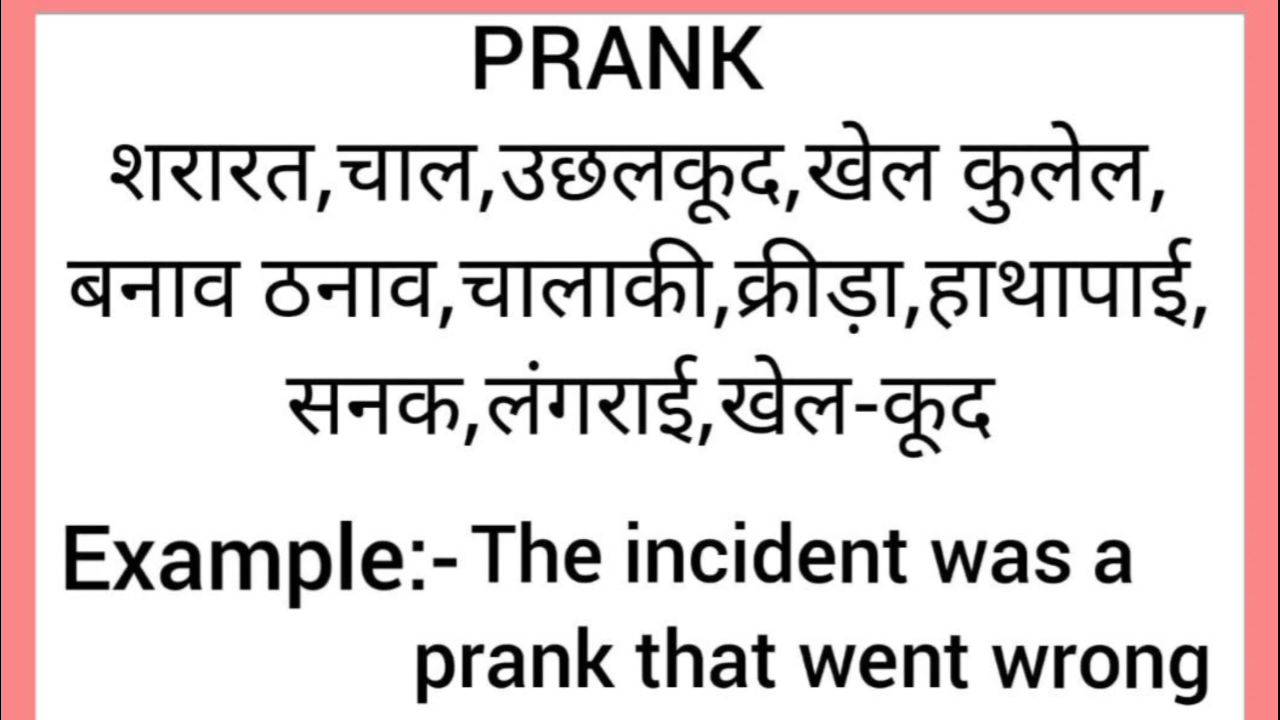 PRANK
शरारत,चाल,उछलकूद,खेल कुलेल,
बनाव ठनाव,चालाकी,क्रीड़ा,हाथापाई,
सनक,लंगराई,खेल-कूद
Example:- The incident was a
prank that went wrong